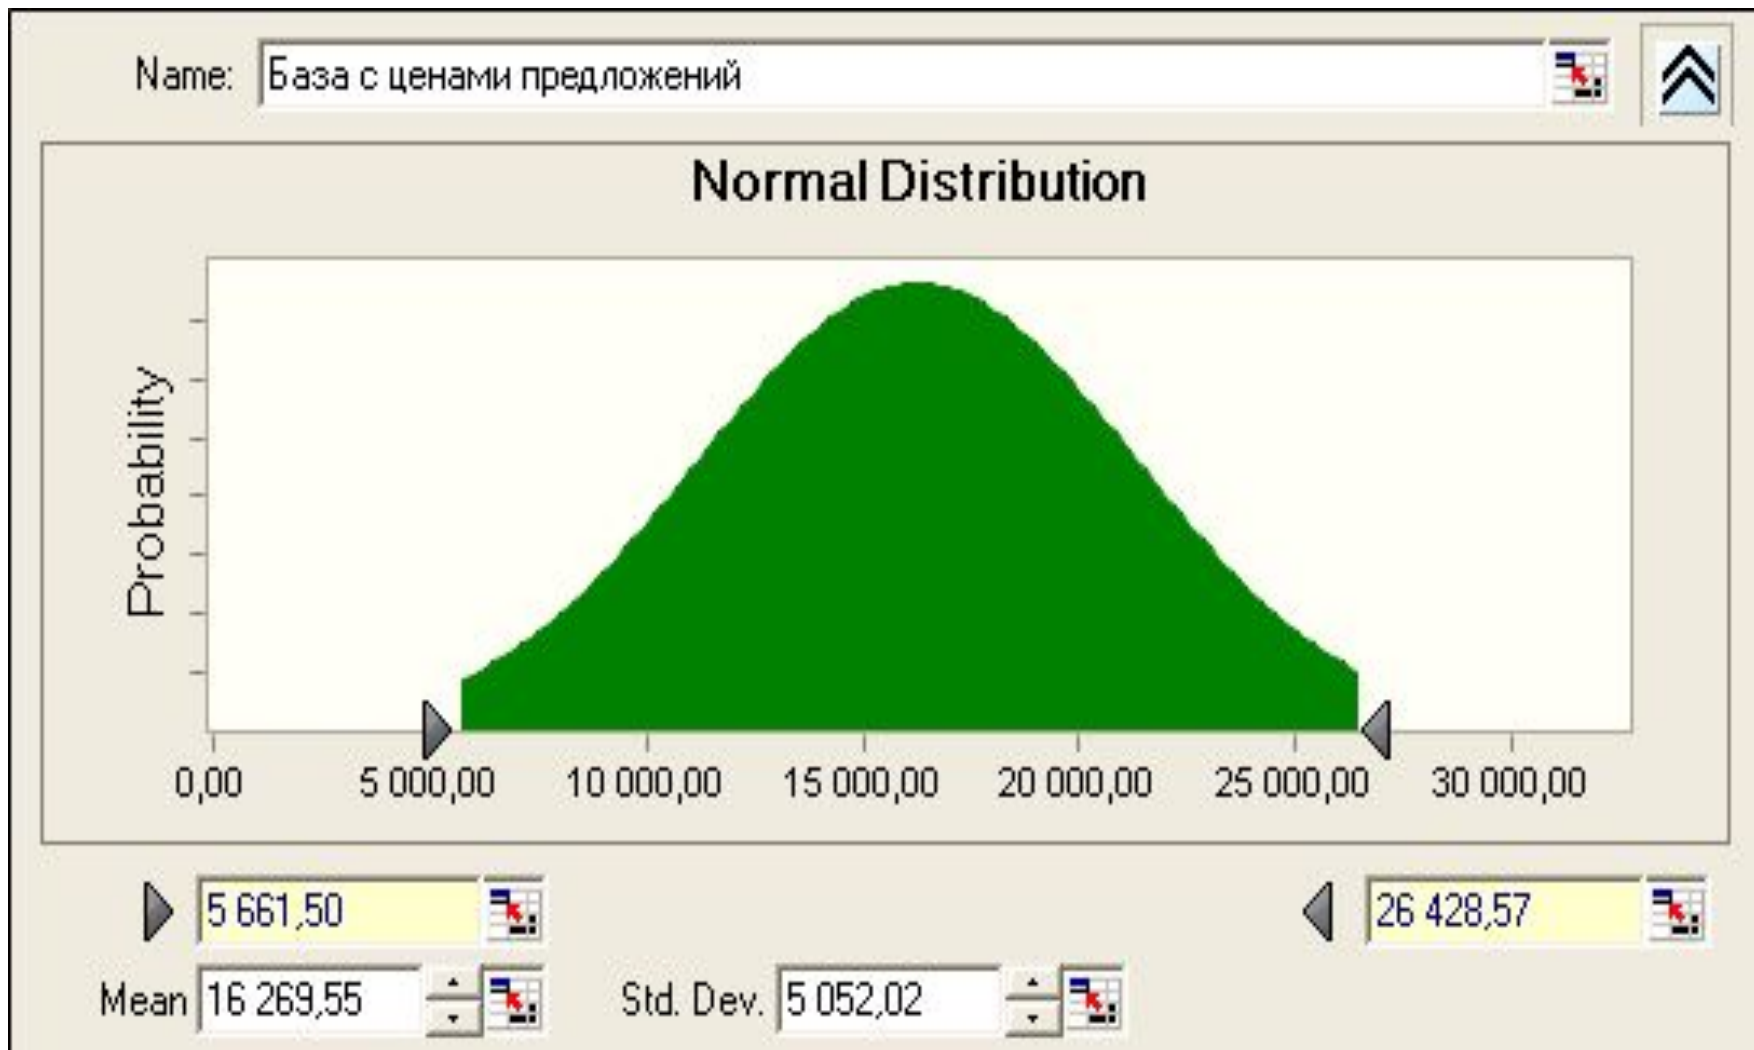 Name: База с ценами предложений
Normal Distribution
Probability
0,00 5 000,00 10 000,00 15 000,00 20 000,00 25 000,00 30 000,00
5 661,50 26 428,57
Mean 16 269,55 Std. Dev. 5 052,02